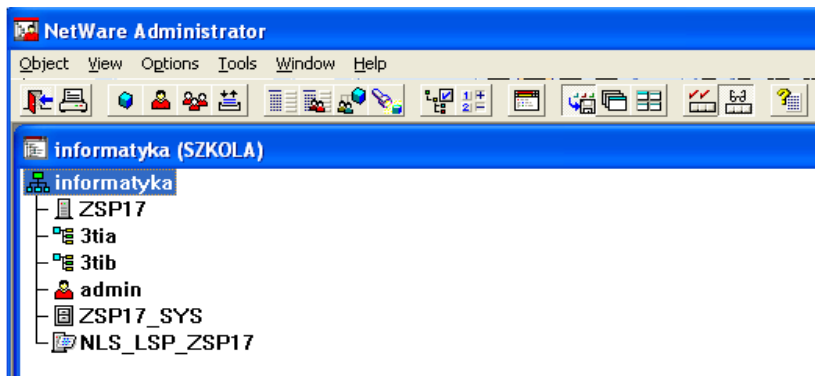 NetWare Administrator
Object View Options Tools Window Help
informatyka (SZKOLA)
informatyka
ZSP17
3tia
3tib
admin
ZSP17_SYS
NLS_LSP_ZSP17